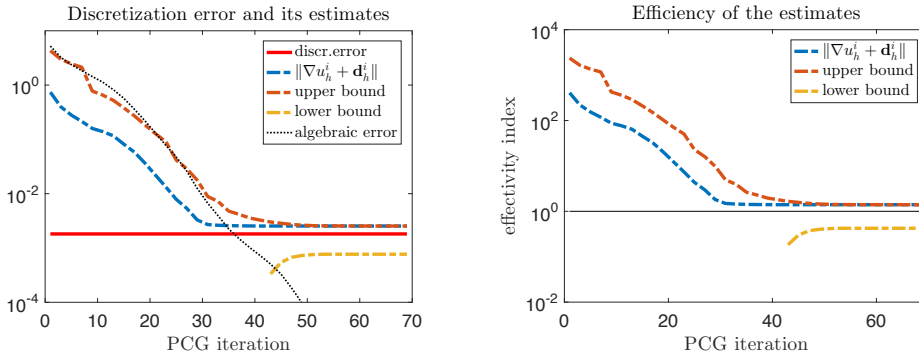 Discretization error and its estimates
10^0
10^-2
10^-4
0 10 20 30 40 50 60 70
PCG iteration
discr.error
‖∇u_h^i + d_h^i‖
upper bound
lower bound
algebraic error
Efficiency of the estimates
effectivity index
10^4
10^2
10^0
10^-2
0 20 40 60
PCG iteration
‖∇u_h^i + d_h^i‖
upper bound
lower bound